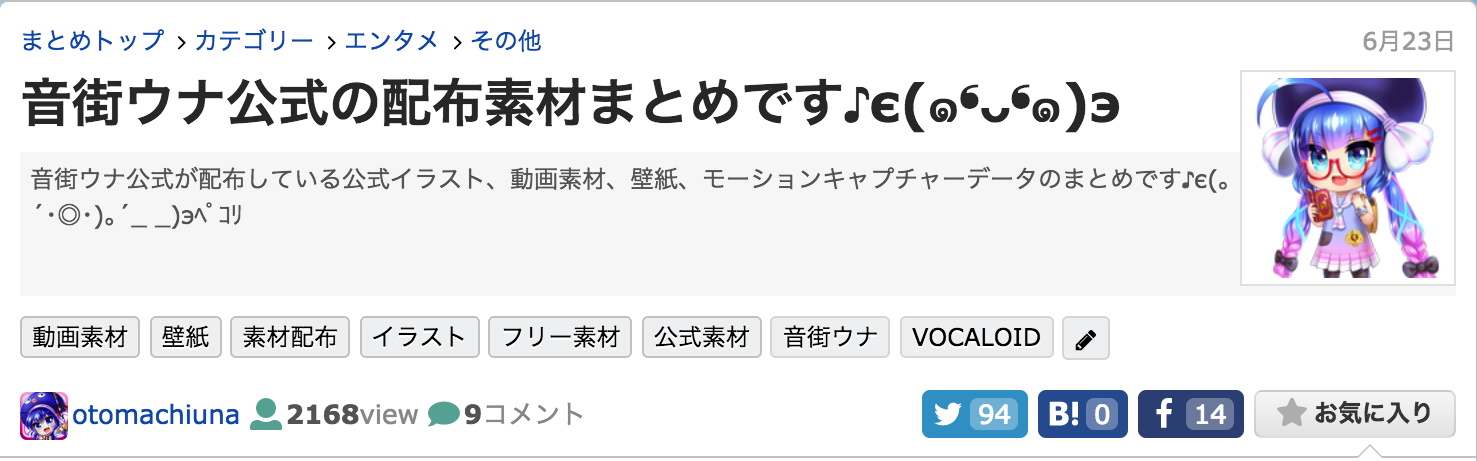 まとめトップ > カテゴリー > エンタメ > その他
6月23日
音街ウナ公式の配布素材まとめです♪ϵ(๑❛ᴗ❛๑)϶
音街ウナ公式が配布している公式イラスト、動画素材、壁紙、モーションキャプチャーデータのまとめです♪ϵ(。
´･◎･)。´_ _)϶ﾍﾟｺﾘ
動画素材 壁紙 素材配布 イラスト フリー素材 公式素材 音街ウナ VOCALOID
otomachiuna 2168view 9コメント
94 B! 0 f 14 お気に入り